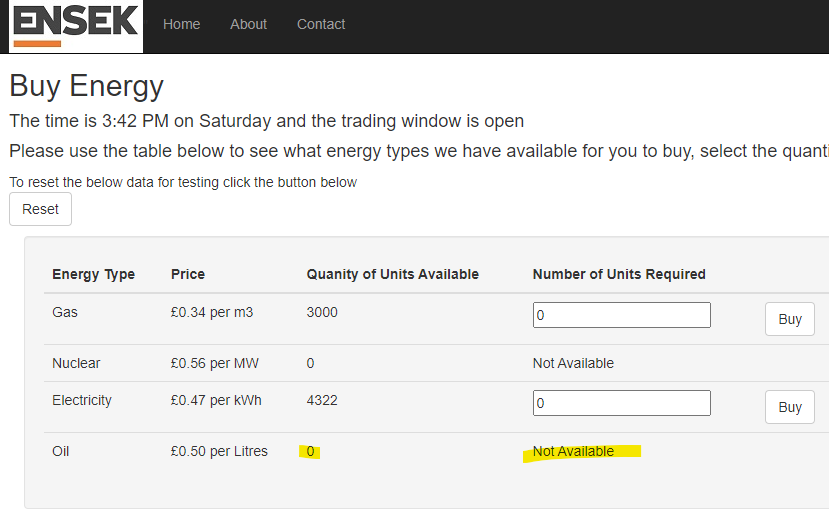 ENSEK Home About Contact
Buy Energy
The time is 3:42 PM on Saturday and the trading window is open
Please use the table below to see what energy types we have available for you to buy, select the quanti
To reset the below data for testing click the button below
Reset
Energy Type Price Quanity of Units Available Number of Units Required
Gas £0.34 per m3 3000 0 Buy
Nuclear £0.56 per MW 0 Not Available
Electricity £0.47 per kWh 4322 0 Buy
Oil £0.50 per Litres 0 Not Available